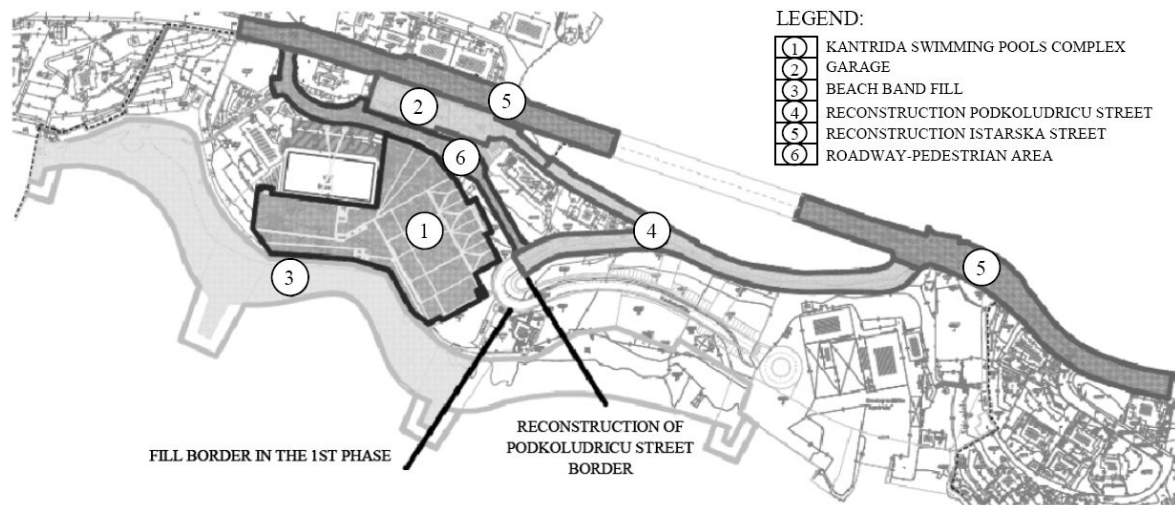 LEGEND:
1 KANTRIDA SWIMMING POOLS COMPLEX
2 GARAGE
3 BEACH BAND FILL
4 RECONSTRUCTION PODKOLUDRICU STREET
5 RECONSTRUCTION ISTARSKA STREET
6 ROADWAY-PEDESTRIAN AREA
5
2
6
1
4
3
5
RECONSTRUCTION OF
PODKOLUDRICU STREET
BORDER
FILL BORDER IN THE 1ST PHASE